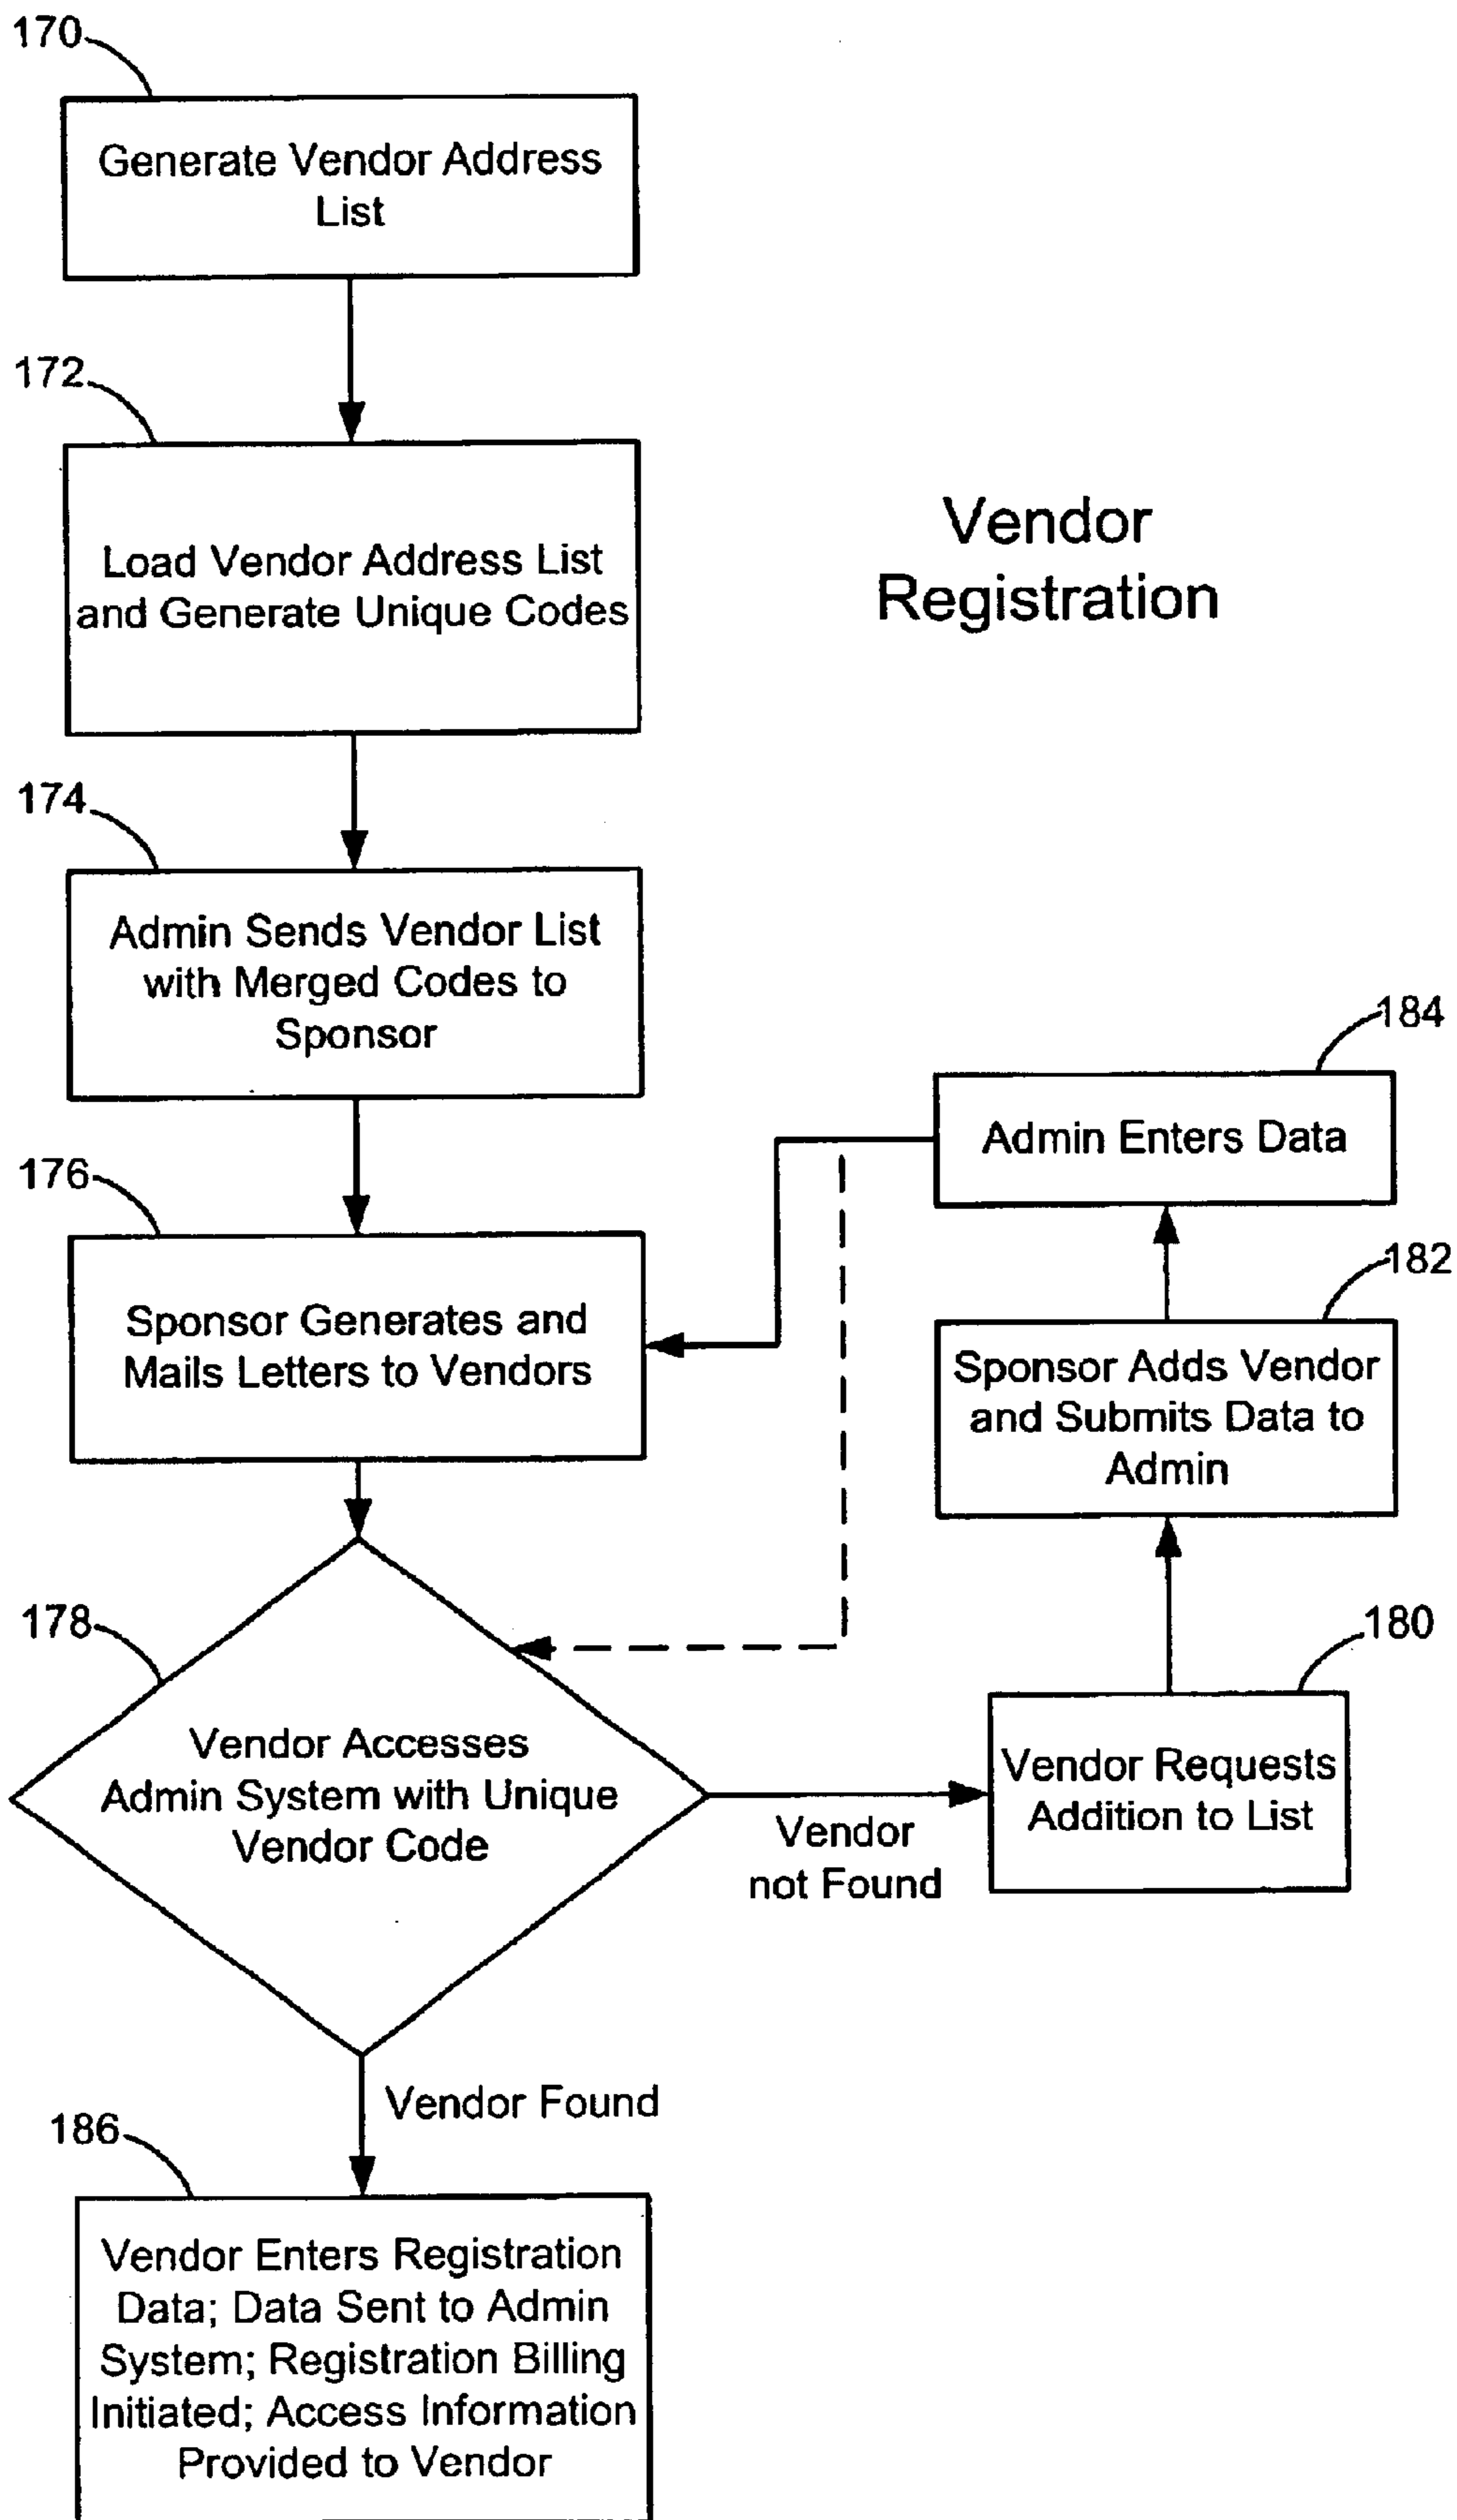 170
Generate Vendor Address
List
172
Load Vendor Address List
and Generate Unique Codes
Vendor
Registration
174
Admin Sends Vendor List
with Merged Codes to
Sponsor
184
Admin Enters Data
176
Sponsor Generates and
Mails Letters to Vendors
182
Sponsor Adds Vendor
and Submits Data to
Admin
178
Vendor Accesses
Admin System with Unique
Vendor Code
180
Vendor Requests
Addition to List
Vendor
not Found
Vendor Found
186
Vendor Enters Registration
Data; Data Sent to Admin
System; Registration Billing
Initiated; Access Information
Provided to Vendor